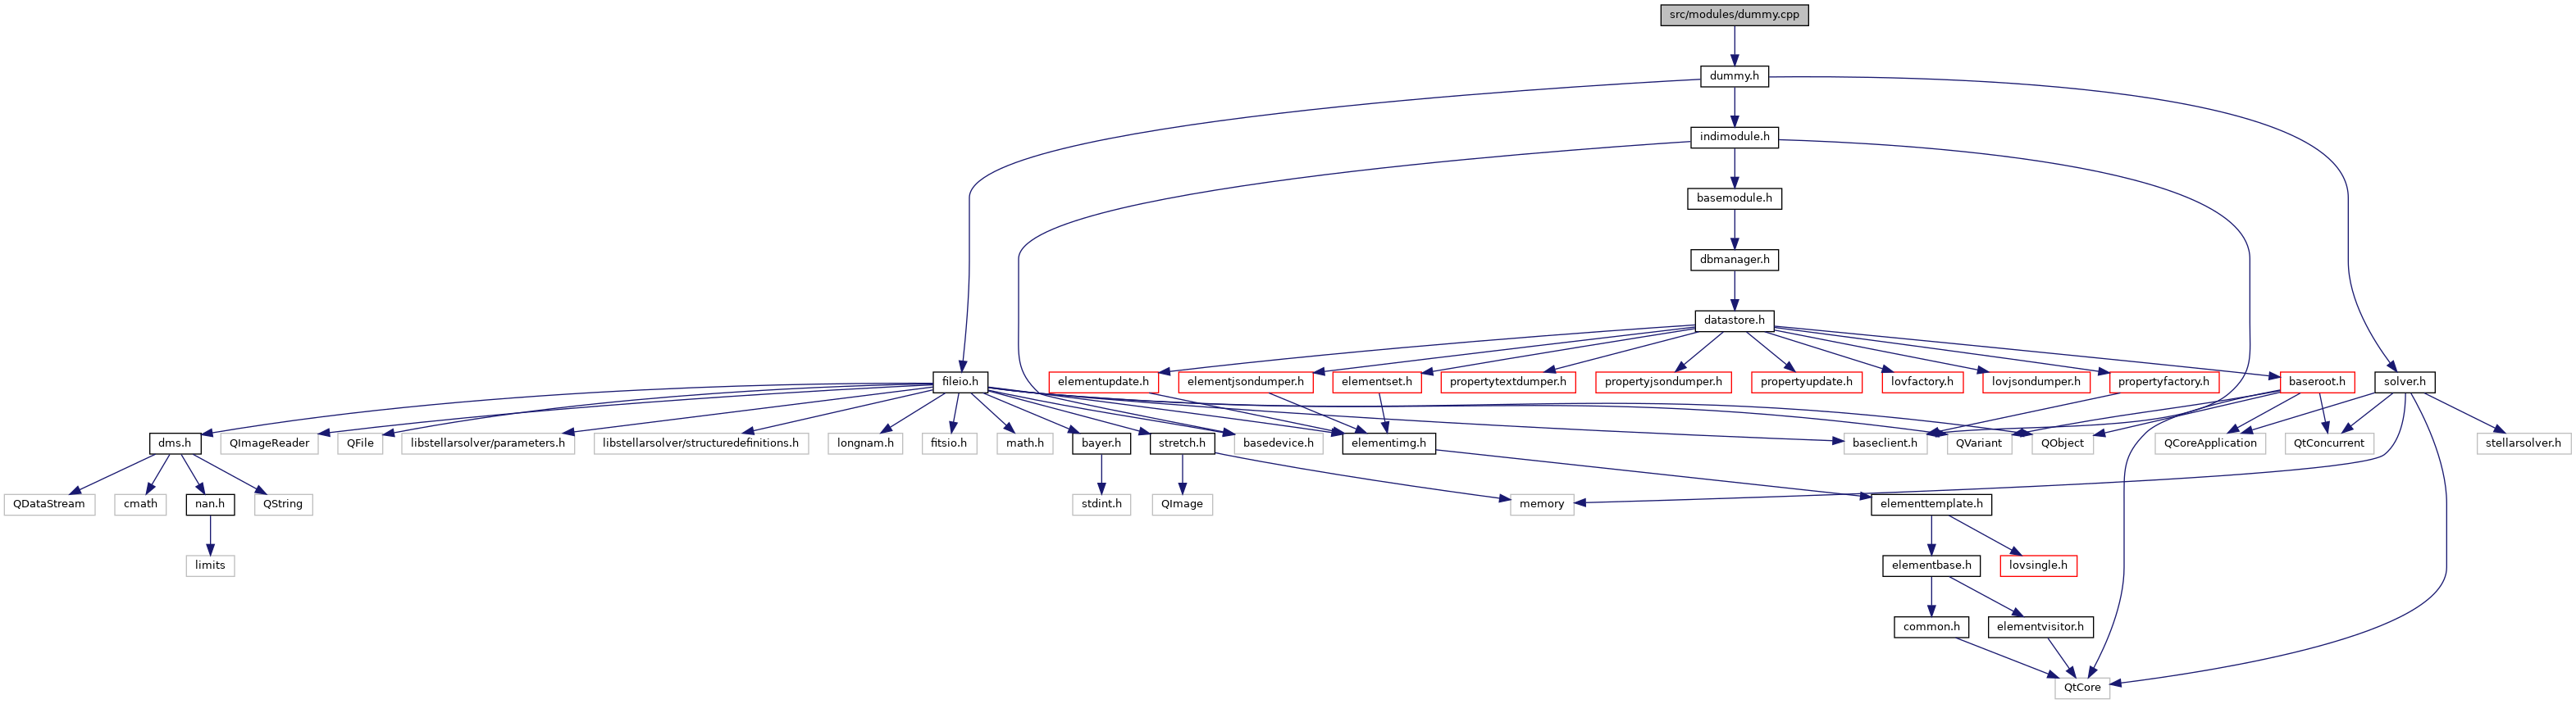 src/modules/dummy.cpp
dummy.h
indimodule.h
basemodule.h
dbmanager.h
datastore.h
fileio.h
elementupdate.h
elementjsondumper.h
elementset.h
propertytextdumper.h
propertyjsondumper.h
propertyupdate.h
lovfactory.h
lovjsondumper.h
propertyfactory.h
baseroot.h
solver.h
dms.h
QImageReader
QFile
libstellarsolver/parameters.h
libstellarsolver/structuredefinitions.h
longnam.h
fitsio.h
math.h
bayer.h
stretch.h
basedevice.h
elementimg.h
baseclient.h
QVariant
QObject
QCoreApplication
QtConcurrent
stellarsolver.h
QDataStream
cmath
nan.h
QString
stdint.h
QImage
memory
elementtemplate.h
limits
elementbase.h
lovsingle.h
common.h
elementvisitor.h
QtCore